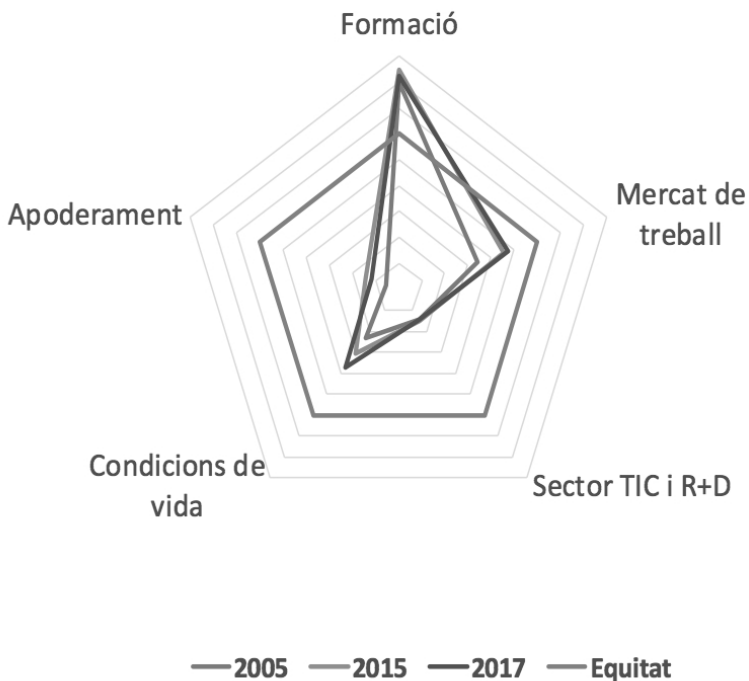 Formació
Mercat de
treball
Apoderament
Condicions de
vida
Sector TIC i R+D
2005 2015 2017 Equitat